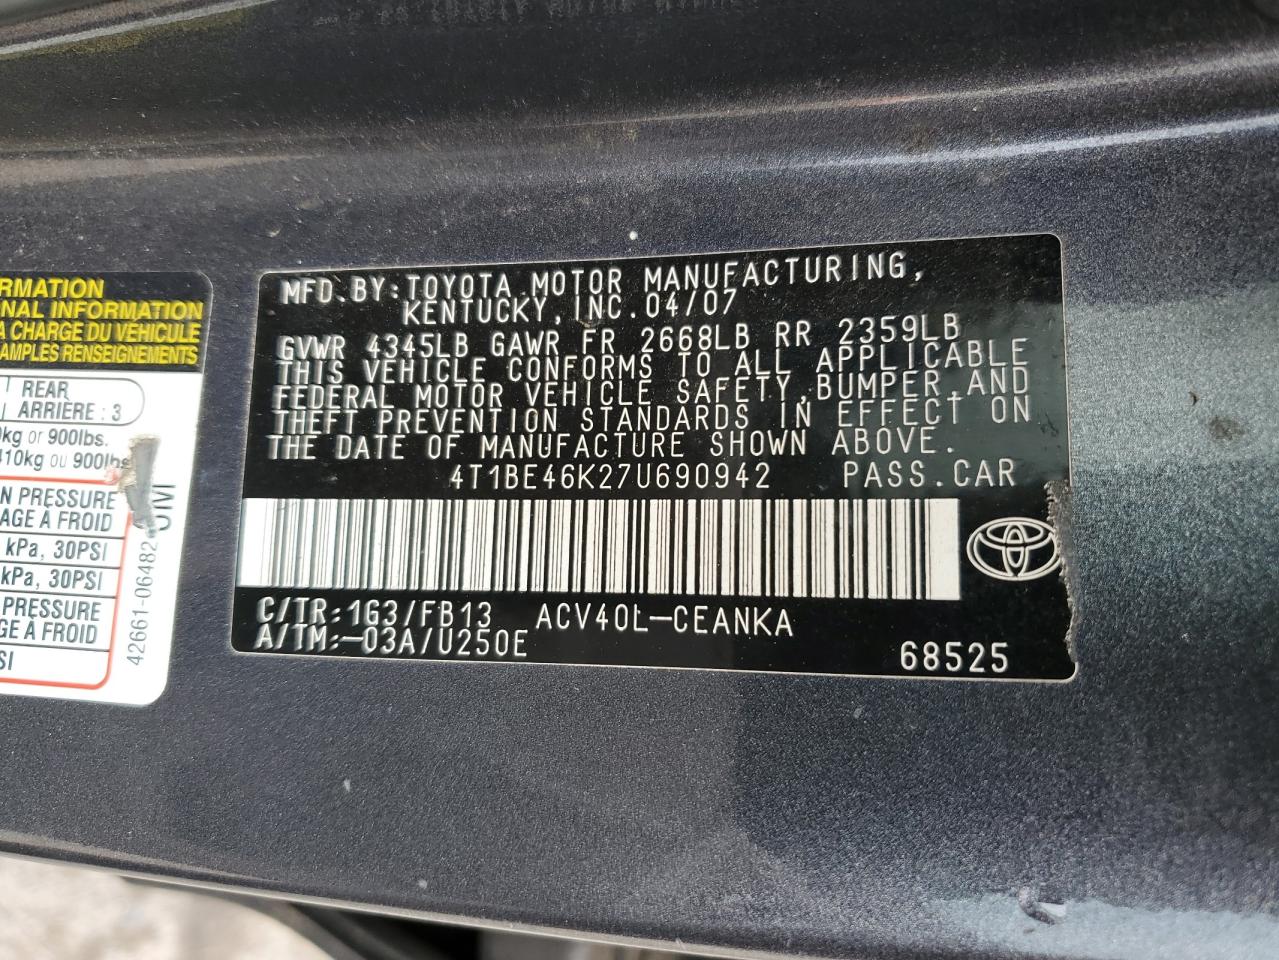 RMATION
NAL INFORMATION
A CHARGE DU VÉHICULE
AMPLES RENSEIGNEMENTS
REAR
ARRIÈRE : 3
kg or 900lbs.
410kg ou 900lbs
N PRESSURE
AGE À FROID
kPa, 30PSI
kPa, 30PSI
PRESSURE
E À FROID
SI
42661-06482
MFD.BY:TOYOTA MOTOR MANUFACTURING,
KENTUCKY,INC.04/07
GVWR 4345LB GAWR FR 2668LB RR 2359LB
THIS VEHICLE CONFORMS TO ALL APPLICABLE
FEDERAL MOTOR VEHICLE SAFETY,BUMPER,AND
THEFT PREVENTION STANDARDS IN EFFECT ON
THE DATE OF MANUFACTURE SHOWN ABOVE.
4T1BE46K27U690942 PASS.CAR
C/TR:1G3/FB13 ACV40L-CEANKA
A/TM:-03A/U250E
68525